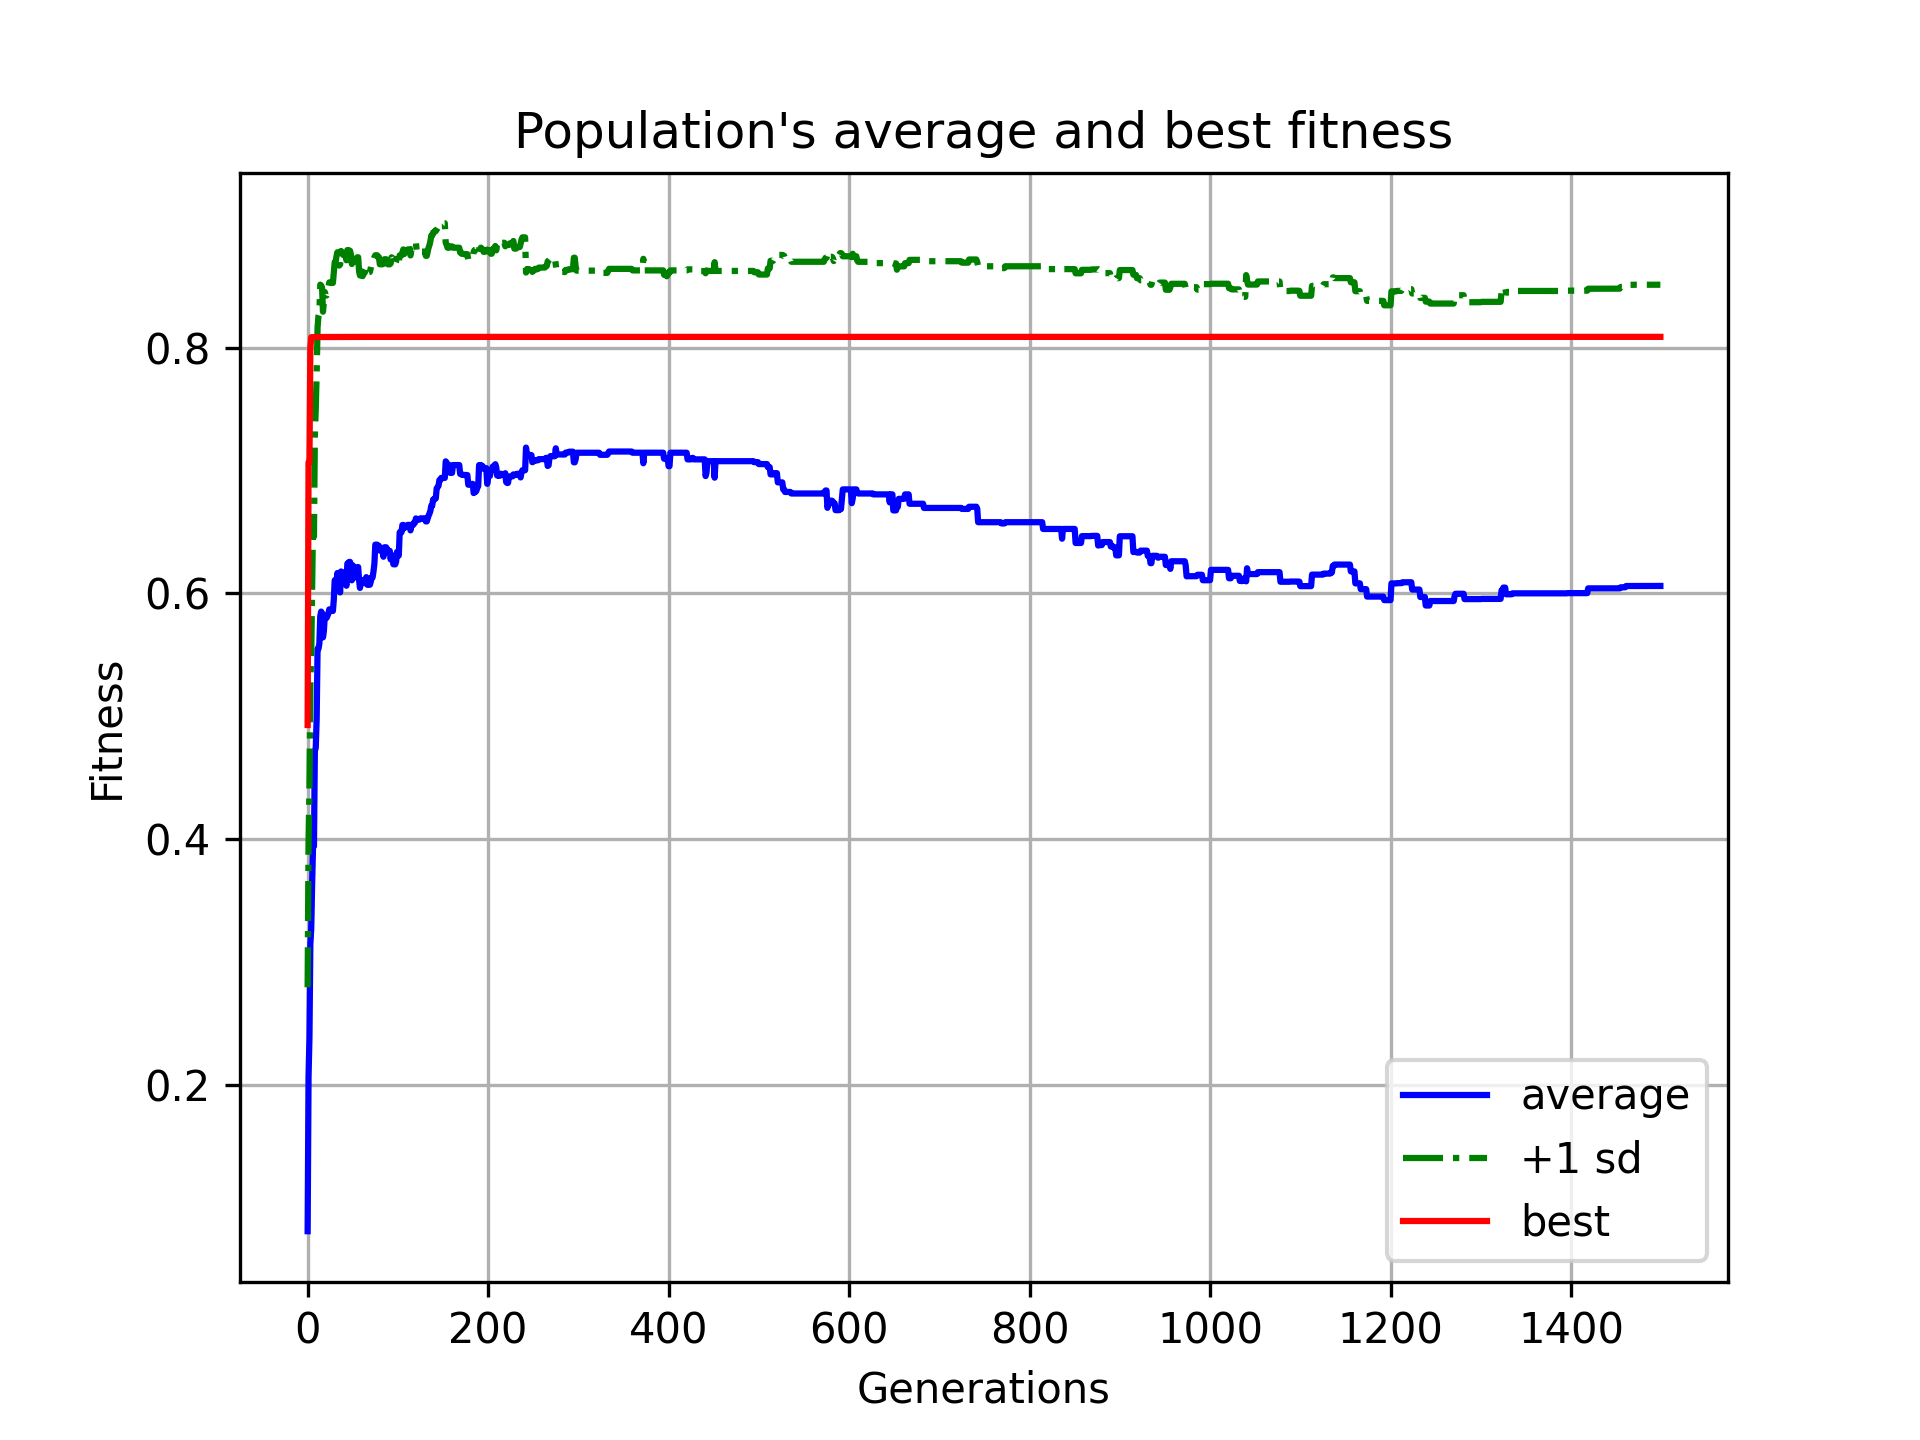 Population's average and best fitness
0.8
0.6
0.4
0.2
Fitness
0 200 400 600 800 1000 1200 1400
Generations
average
+1 sd
best